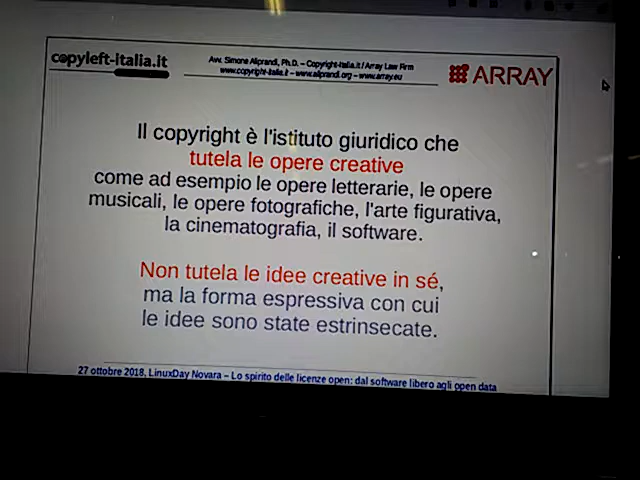 copyleft-italia.it
Avv. Simone Aliprandi, Ph.D. – Copyright-Italia.it / Array Law Firm
www.copyright-italia.it – www.aliprandi.org – www.array.eu
ARRAY
Il copyright è l'istituto giuridico che
tutela le opere creative
come ad esempio le opere letterarie, le opere
musicali, le opere fotografiche, l'arte figurativa,
la cinematografia, il software.
Non tutela le idee creative in sé,
ma la forma espressiva con cui
le idee sono state estrinsecate.
27 ottobre 2018, LinuxDay Novara – Lo spirito delle licenze open: dal software libero agli open data